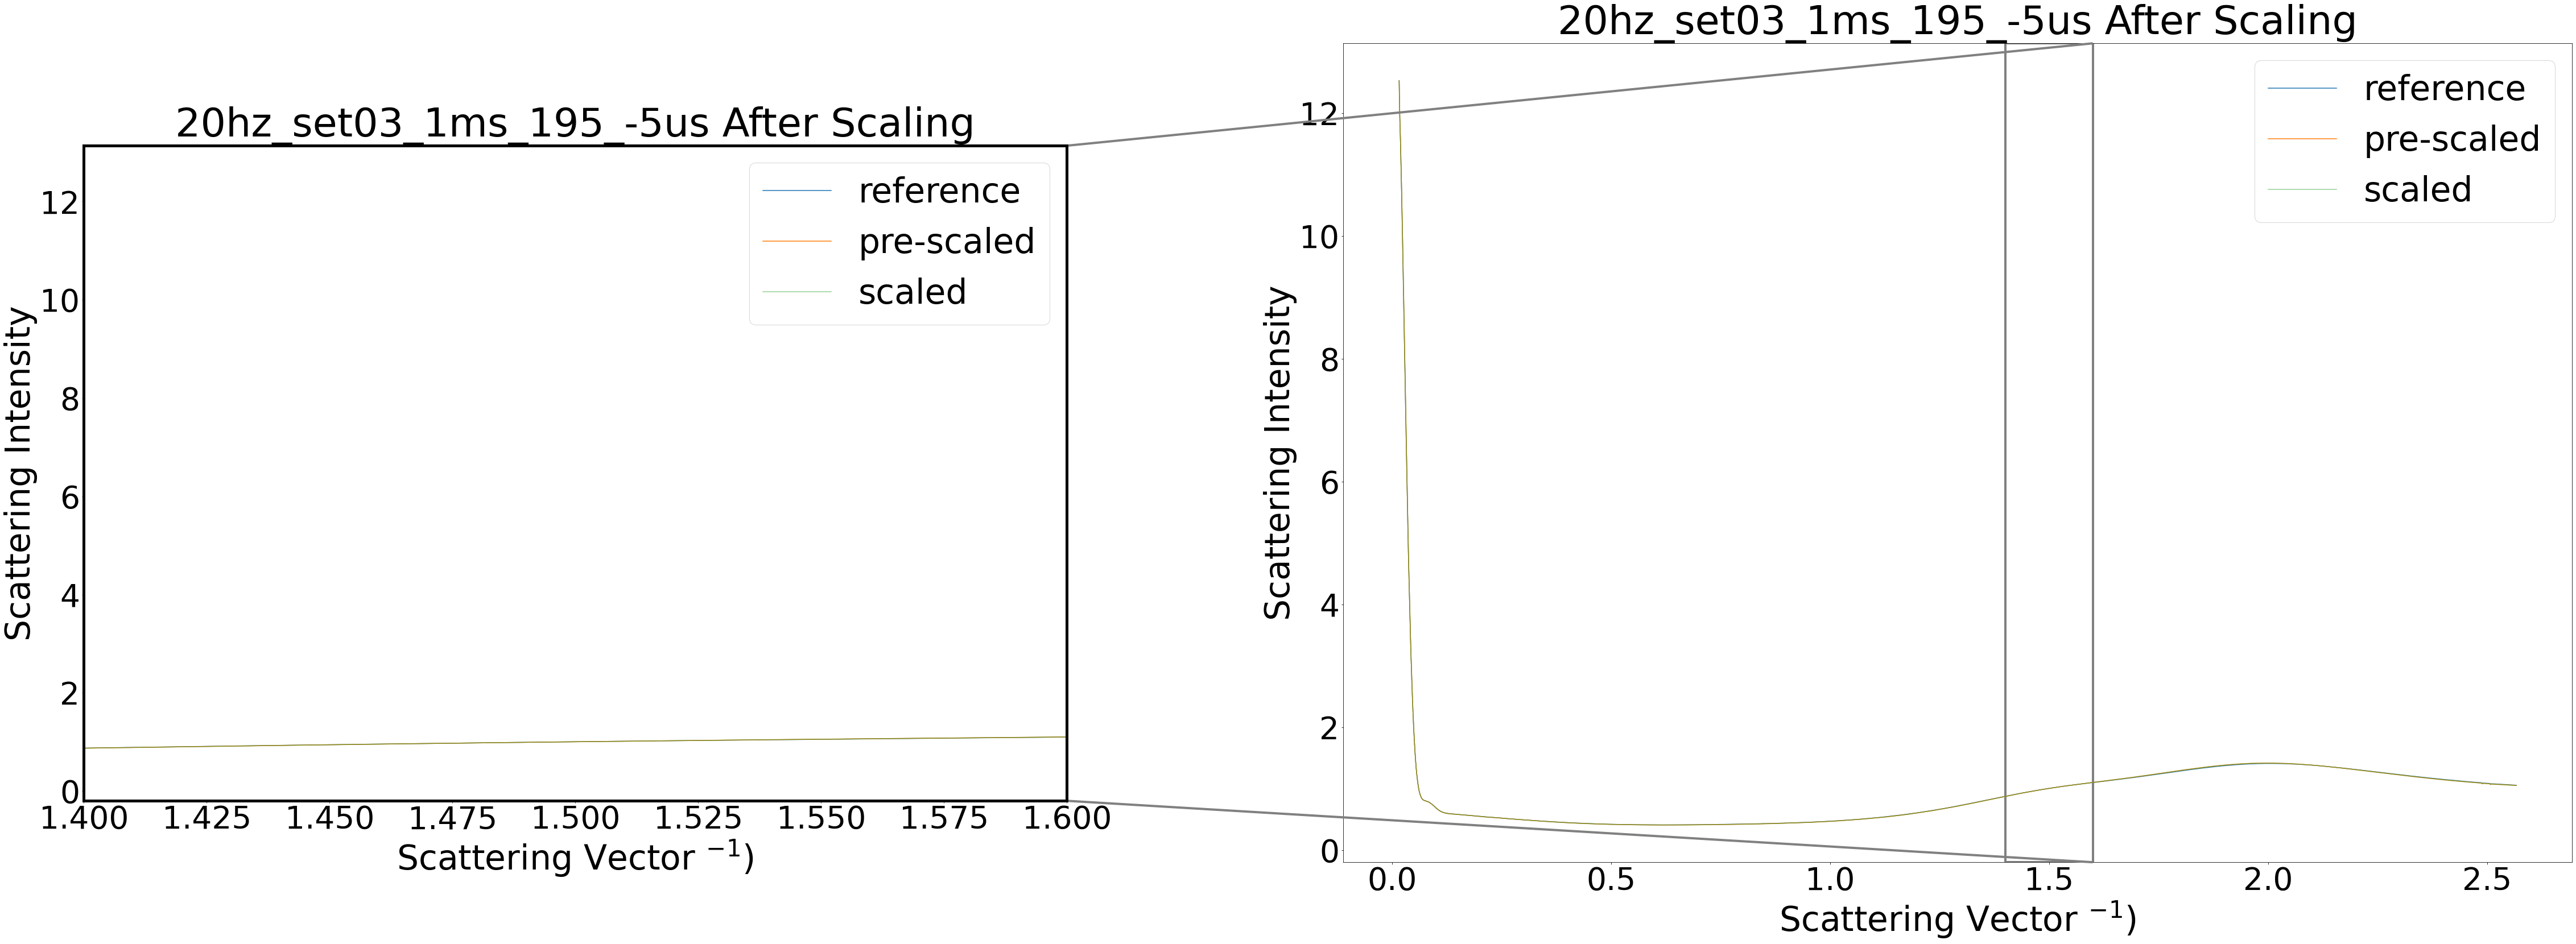 20hz_set03_1ms_195_-5us After Scaling
reference
pre-scaled
scaled
Scattering Intensity
12
10
8
6
4
2
0
1.400 1.425 1.450 1.475 1.500 1.525 1.550 1.575 1.600
Scattering Vector ⁻¹)
20hz_set03_1ms_195_-5us After Scaling
reference
pre-scaled
scaled
Scattering Intensity
12
10
8
6
4
2
0
0.0 0.5 1.0 1.5 2.0 2.5
Scattering Vector ⁻¹)